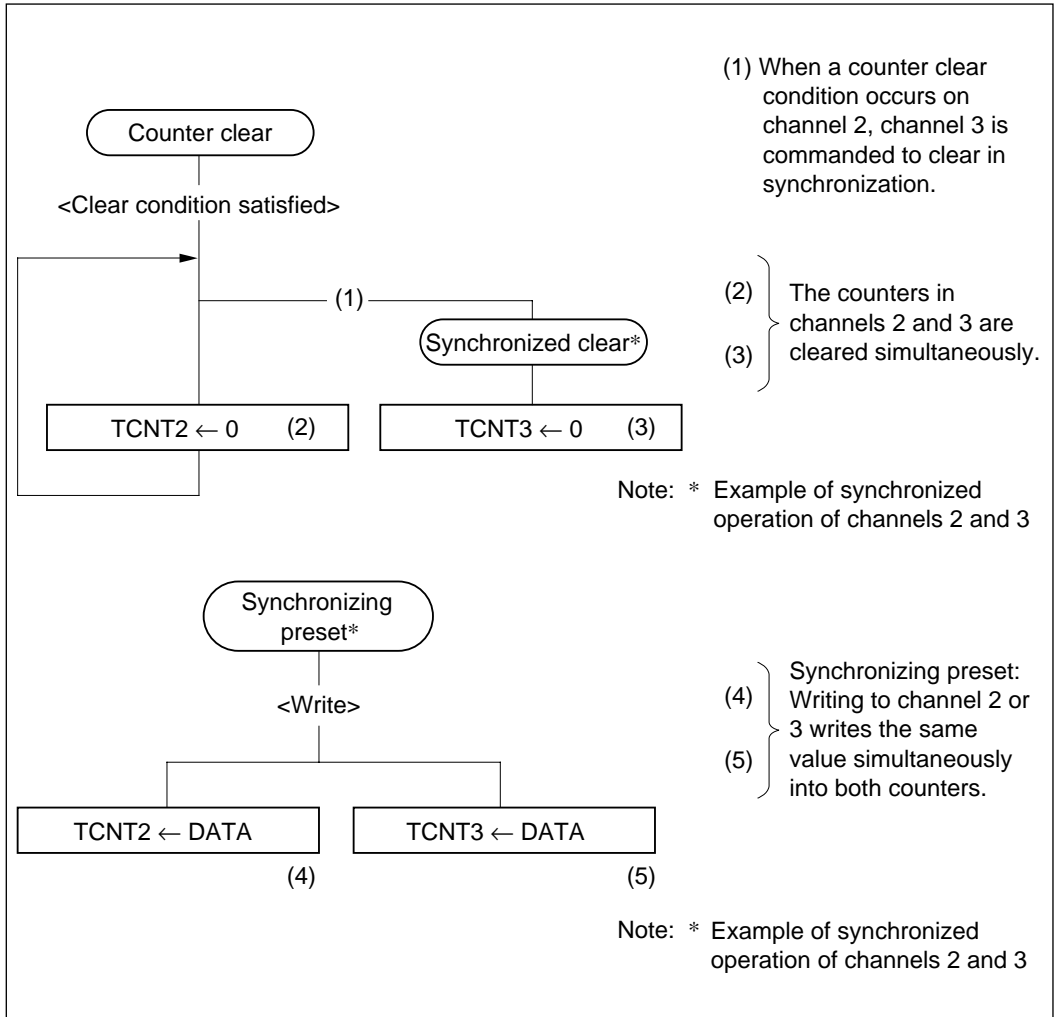 (1) When a counter clear
condition occurs on
channel 2, channel 3 is
commanded to clear in
synchronization.
Counter clear
<Clear condition satisfied>
(1)
Synchronized clear*
TCNT2 ← 0 (2)
TCNT3 ← 0 (3)
(2)
(3)
The counters in
channels 2 and 3 are
cleared simultaneously.
Note: * Example of synchronized
operation of channels 2 and 3
Synchronizing
preset*
<Write>
TCNT2 ← DATA
(4)
TCNT3 ← DATA
(5)
(4)
(5)
Synchronizing preset:
Writing to channel 2 or
3 writes the same
value simultaneously
into both counters.
Note: * Example of synchronized
operation of channels 2 and 3